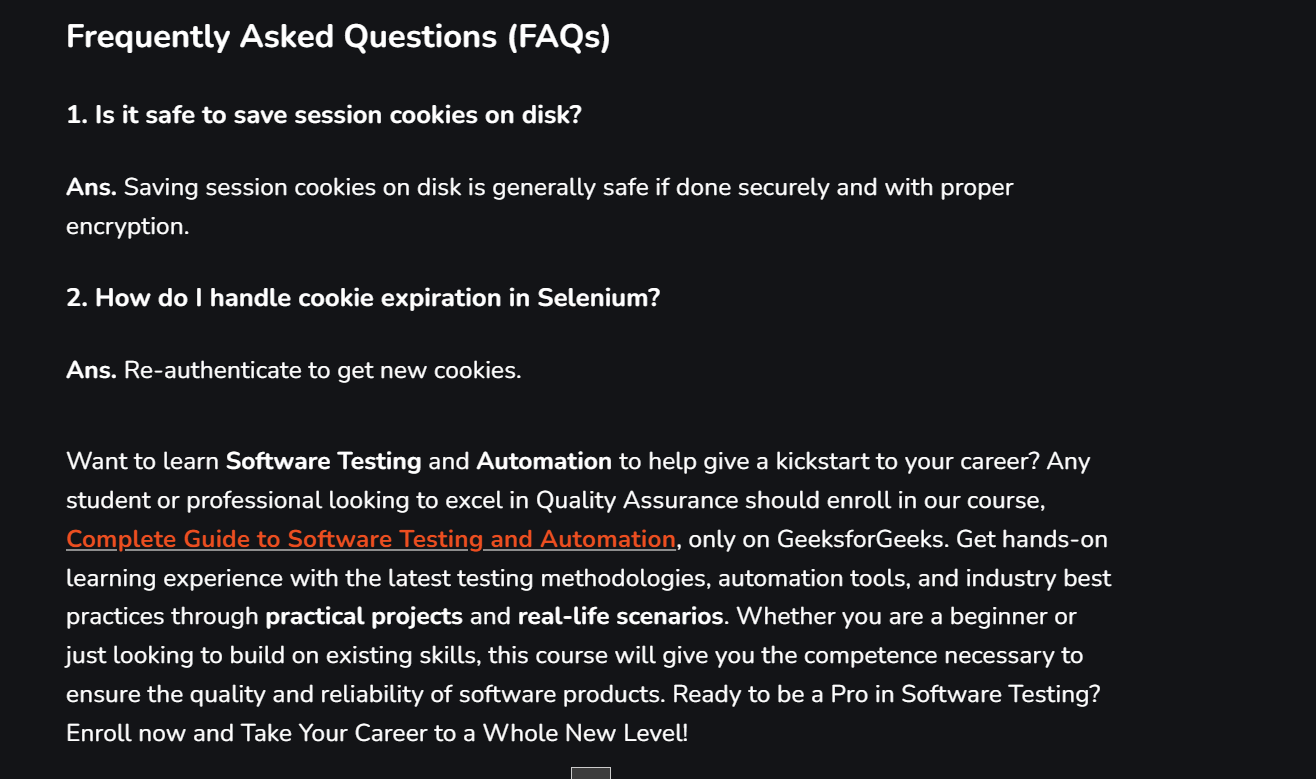 Frequently Asked Questions (FAQs)
1. Is it safe to save session cookies on disk?
Ans. Saving session cookies on disk is generally safe if done securely and with proper
encryption.
2. How do I handle cookie expiration in Selenium?
Ans. Re-authenticate to get new cookies.
Want to learn Software Testing and Automation to help give a kickstart to your career? Any
student or professional looking to excel in Quality Assurance should enroll in our course,
Complete Guide to Software Testing and Automation, only on GeeksforGeeks. Get hands-on
learning experience with the latest testing methodologies, automation tools, and industry best
practices through practical projects and real-life scenarios. Whether you are a beginner or
just looking to build on existing skills, this course will give you the competence necessary to
ensure the quality and reliability of software products. Ready to be a Pro in Software Testing?
Enroll now and Take Your Career to a Whole New Level!